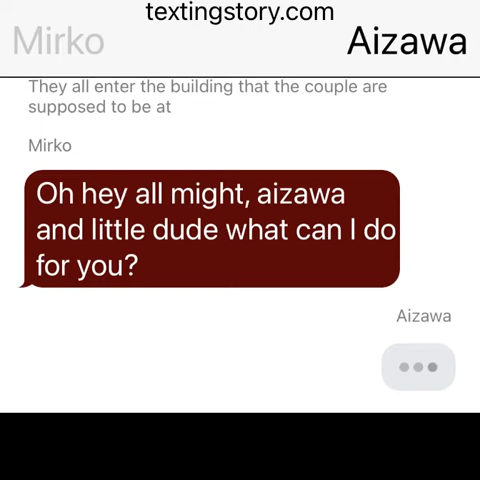 textingstory.com
Mirko
Aizawa
They all enter the building that the couple are
supposed to be at
Mirko
Oh hey all might, aizawa
and little dude what can I do
for you?
Aizawa